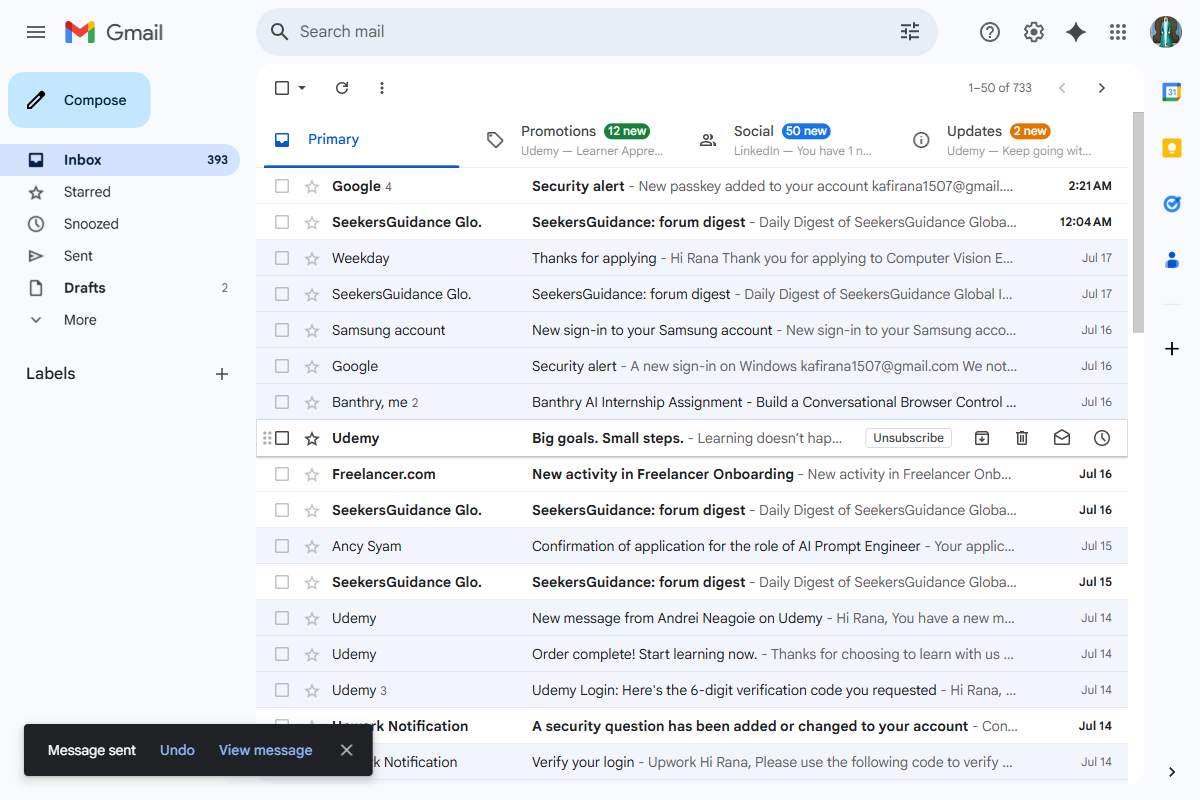 Gmail
Search mail
Compose
Inbox 393
Starred
Snoozed
Sent
Drafts 2
More
Labels
1–50 of 733
Primary
Promotions 12 new
Udemy — Learner Appre...
Social 50 new
LinkedIn — You have 1 n...
Updates 2 new
Udemy — Keep going wit...
Google 4 Security alert - New passkey added to your account kafirana1507@gmail.... 2:21 AM
SeekersGuidance Glo. SeekersGuidance: forum digest - Daily Digest of SeekersGuidance Globa... 12:04 AM
Weekday Thanks for applying - Hi Rana Thank you for applying to Computer Vision E... Jul 17
SeekersGuidance Glo. SeekersGuidance: forum digest - Daily Digest of SeekersGuidance Global I... Jul 17
Samsung account New sign-in to your Samsung account - New sign-in to your Samsung acco... Jul 16
Google Security alert - A new sign-in on Windows kafirana1507@gmail.com We not... Jul 16
Banthry, me 2 Banthry AI Internship Assignment - Build a Conversational Browser Control ... Jul 16
Udemy Big goals. Small steps. - Learning doesn't hap... Unsubscribe
Freelancer.com New activity in Freelancer Onboarding - New activity in Freelancer Onb... Jul 16
SeekersGuidance Glo. SeekersGuidance: forum digest - Daily Digest of SeekersGuidance Globa... Jul 16
Ancy Syam Confirmation of application for the role of AI Prompt Engineer - Your applic... Jul 15
SeekersGuidance Glo. SeekersGuidance: forum digest - Daily Digest of SeekersGuidance Globa... Jul 15
Udemy New message from Andrei Neagoie on Udemy - Hi Rana, You have a new m... Jul 14
Udemy Order complete! Start learning now. - Thanks for choosing to learn with us ... Jul 14
Udemy 3 Udemy Login: Here's the 6-digit verification code you requested - Hi Rana, ... Jul 14
Upwork Notification A security question has been added or changed to your account - Con... Jul 14
k Notification Verify your login - Upwork Hi Rana, Please use the following code to verify ... Jul 14
Message sent Undo View message
31